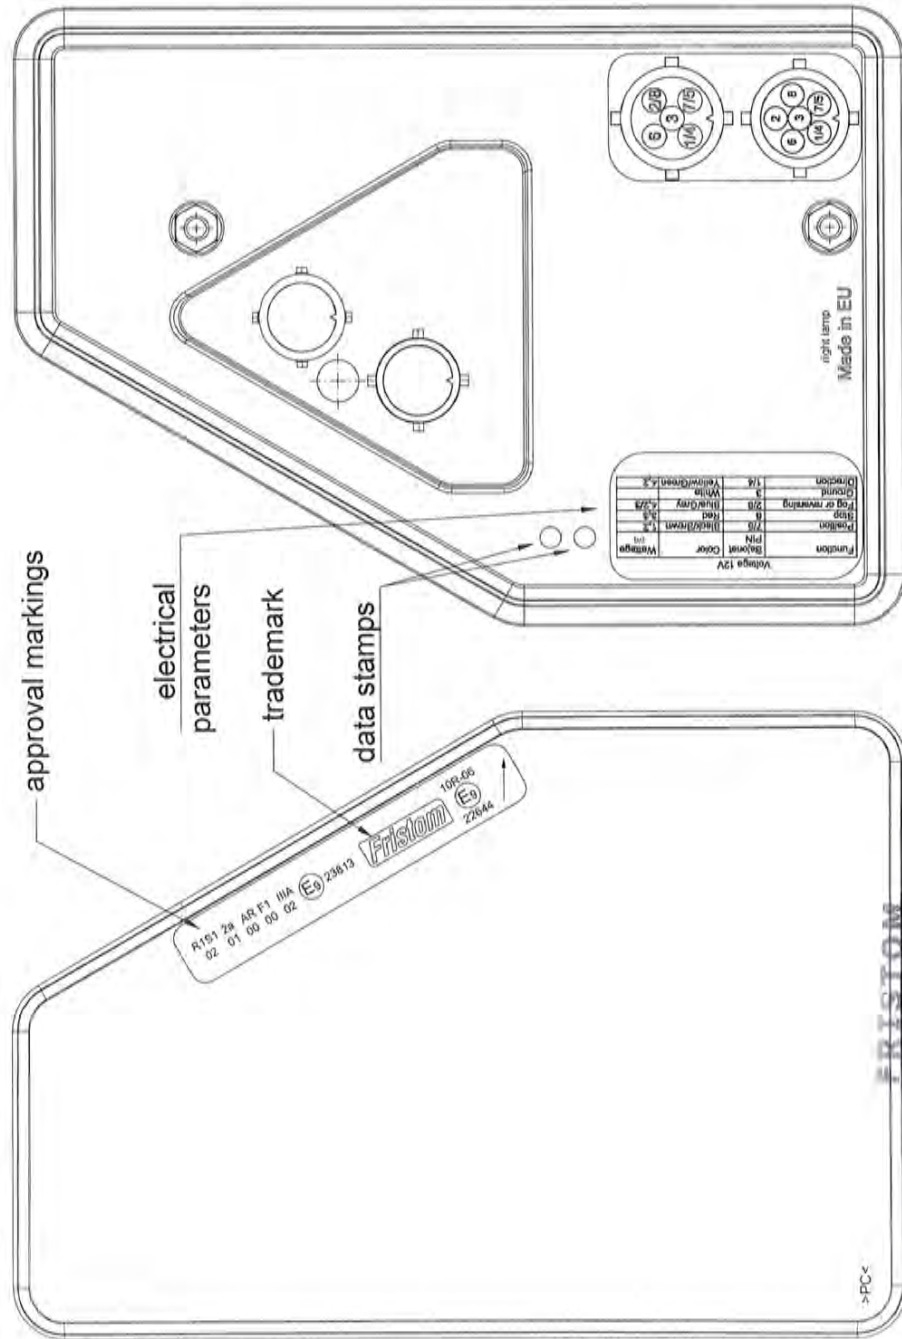 approval markings
electrical
parameters
trademark
data stamps
R1S1 2a AR F1 IIIA
02 01 00 00 02
E9 23813
Fristom
10R-06
E9
22644
>PC<
FRISTOM
Voltage 12V
Function Bajonat PIN Color Wattage
Position 7/5 Black/Brown
Stop Red
Fog or reversing 2/8 Blue/Grey
Ground 3 White
Direction 1/4 Yellow/Green 4,2
right lamp
Made in EU
6 2/8 3 1/4 7/5
6 2 8 3 1/4 7/5